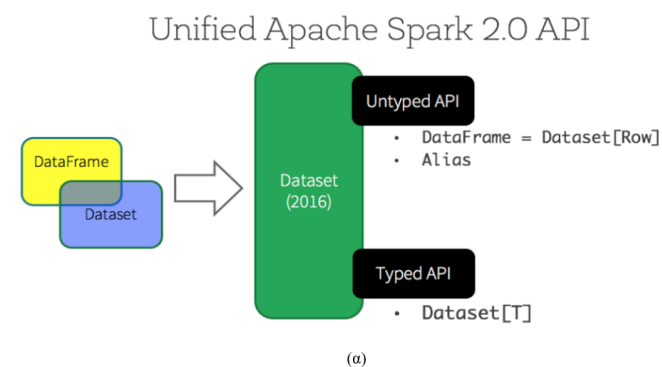 Unified Apache Spark 2.0 API
Untyped API
• DataFrame = Dataset[Row]
• Alias
DataFrame
Dataset
Dataset
(2016)
Typed API
• Dataset[T]
(α)